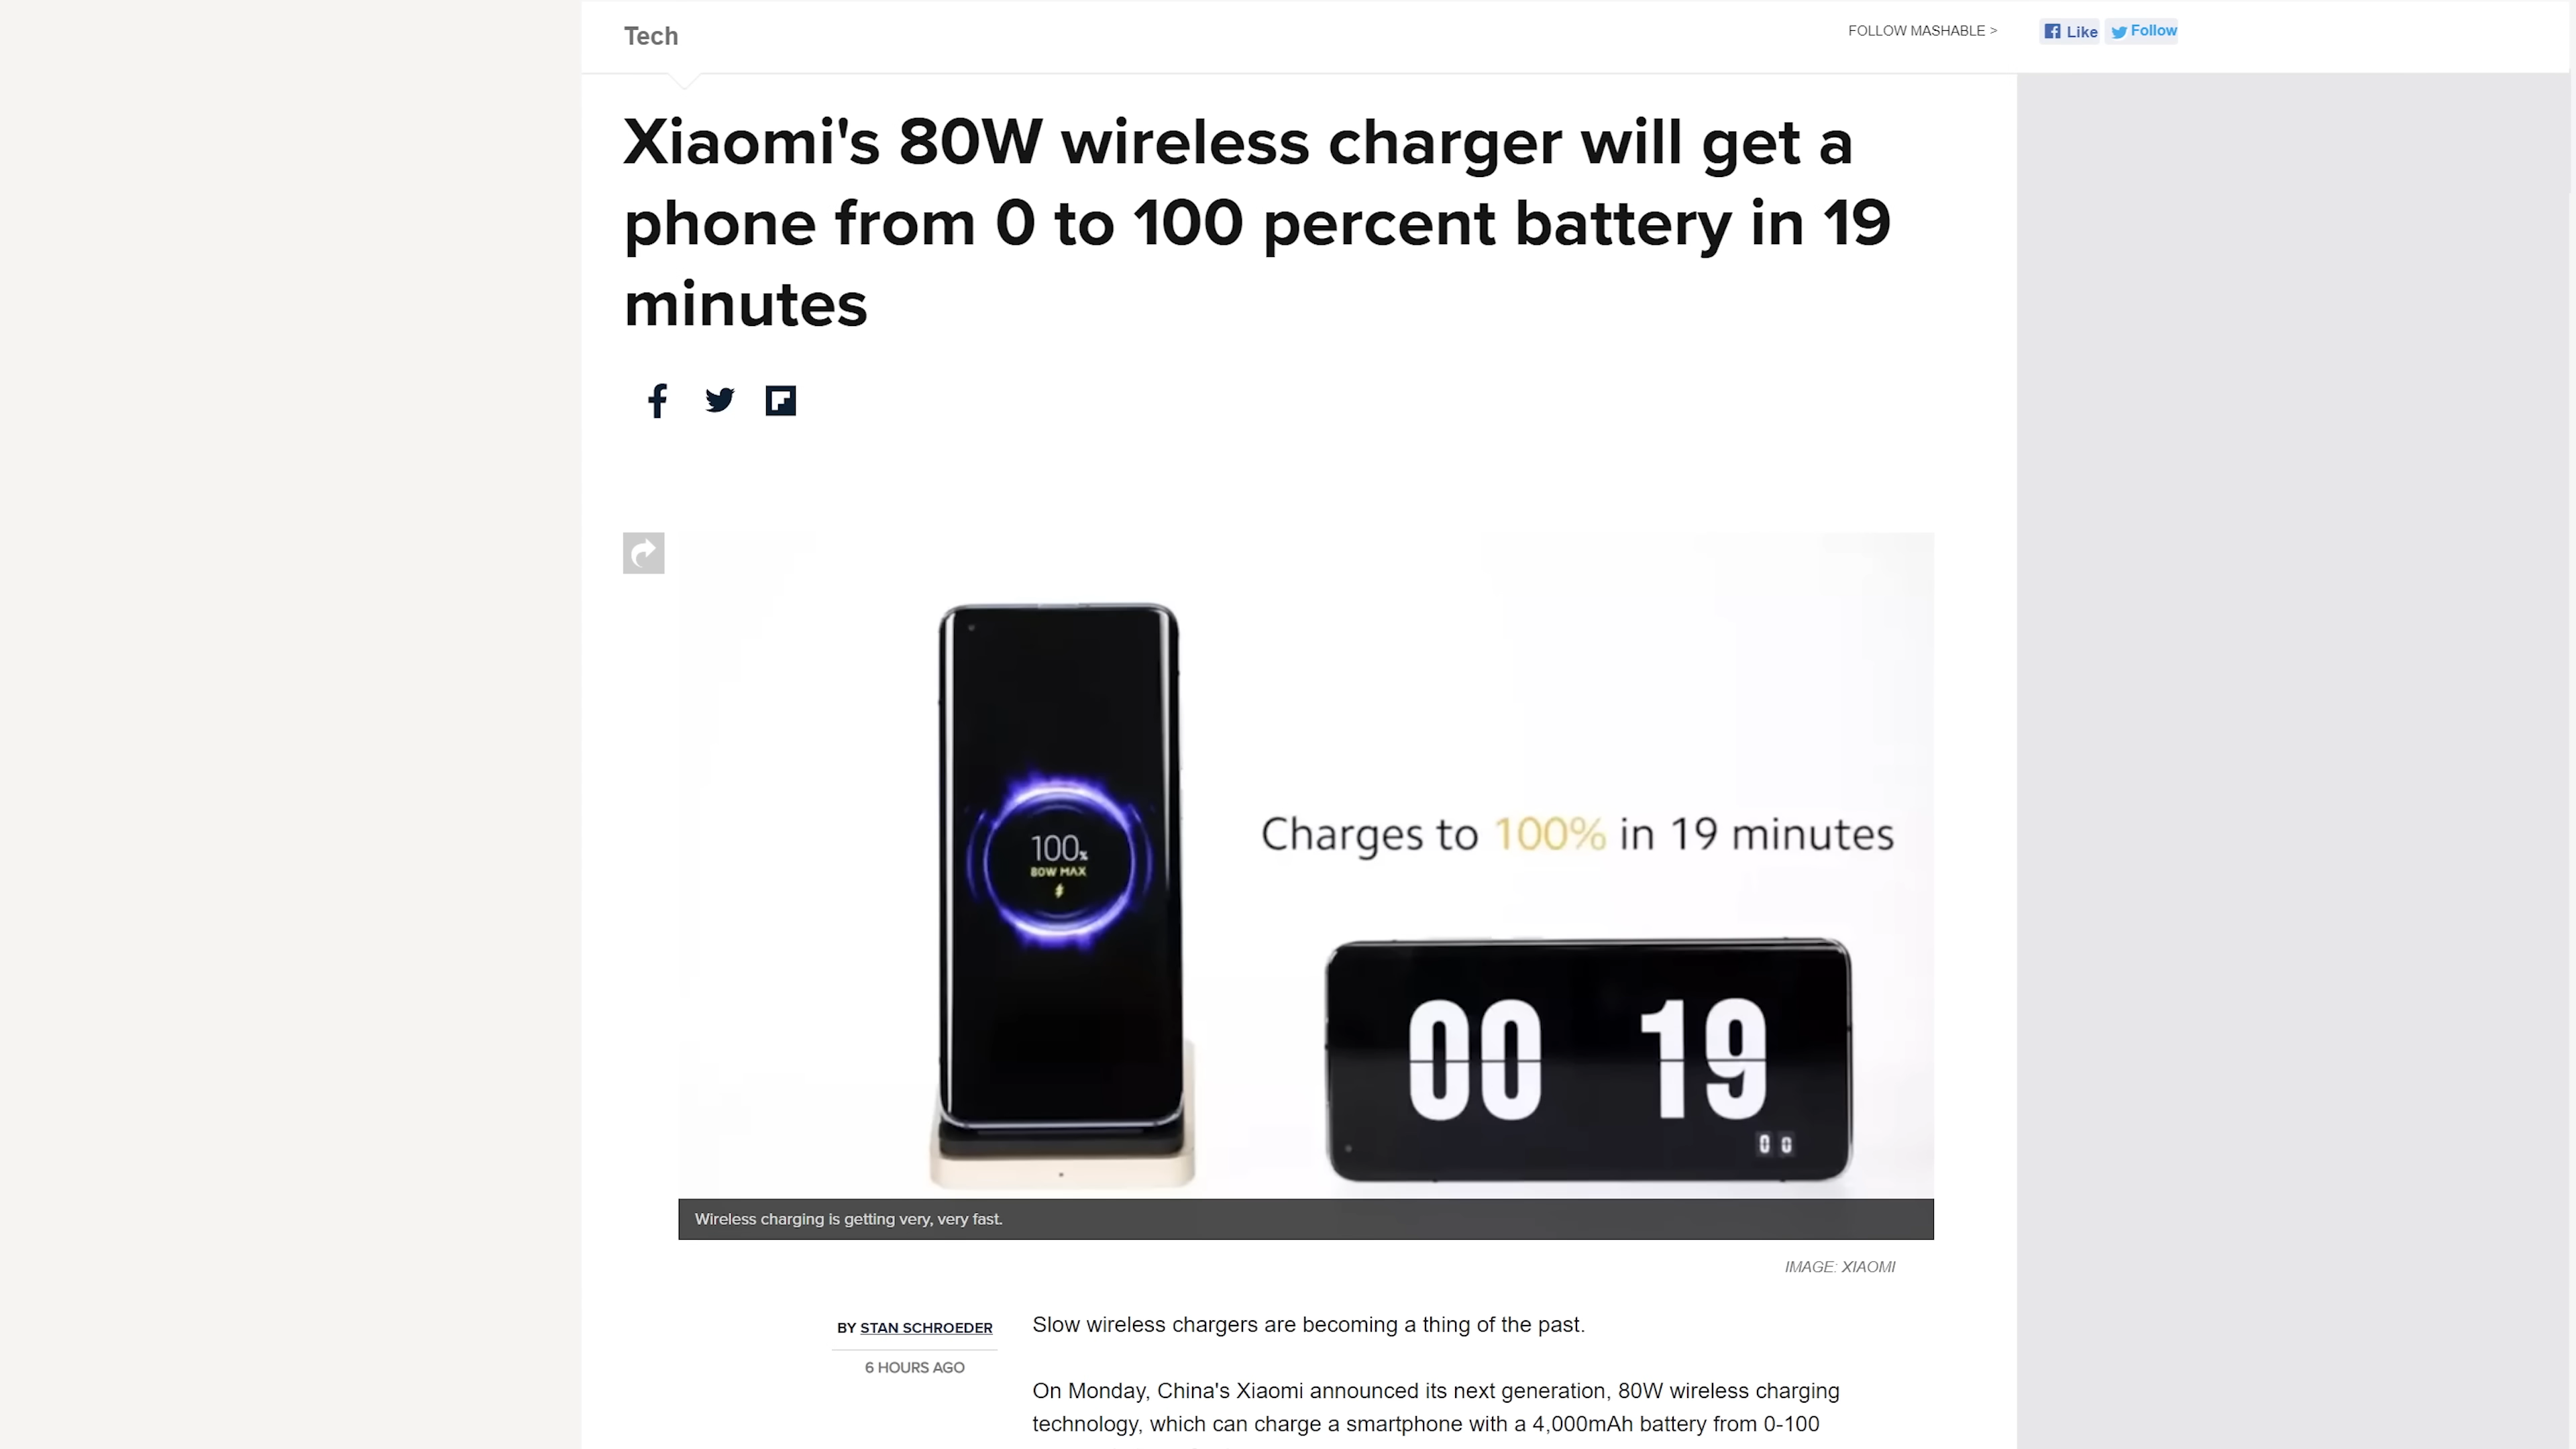 Tech
FOLLOW MASHABLE >
Like
Follow
Xiaomi's 80W wireless charger will get a
phone from 0 to 100 percent battery in 19
minutes
100%
80W MAX
Charges to 100% in 19 minutes
00 19
00
Wireless charging is getting very, very fast.
IMAGE: XIAOMI
BY STAN SCHROEDER
6 HOURS AGO
Slow wireless chargers are becoming a thing of the past.
On Monday, China's Xiaomi announced its next generation, 80W wireless charging
technology, which can charge a smartphone with a 4,000mAh battery from 0-100